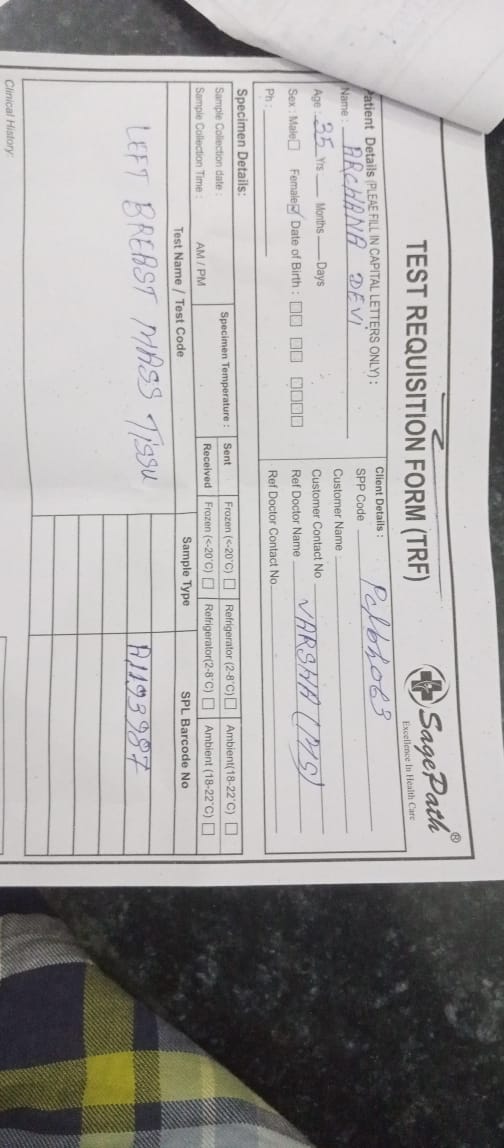 TEST REQUISITION FORM (TRF)
SagePath®
Excellence In Health Care
Patient Details (PLEAE FILL IN CAPITAL LETTERS ONLY) :
Name : ARCHANA DEVI
Age : 35 Yrs Months Days
Sex : Male Female Date of Birth :
Ph :
Client Details :
SPP Code
Customer Name
Customer Contact No
Ref Doctor Name VARSHA
Ref Doctor Contact No
Specimen Details:
Sample Collection date :
Sample Collection Time : AM / PM
Specimen Temperature : Sent Frozen (<-20°C) Refrigerator (2-8°C) Ambient(18-22°C)
Received Frozen (<-20°C) Refrigerator(2-8°C) Ambient (18-22°C)
Test Name / Test Code Sample Type SPL Barcode No
LEFT BREAST MASS TISSU A1193987
Clinical History: